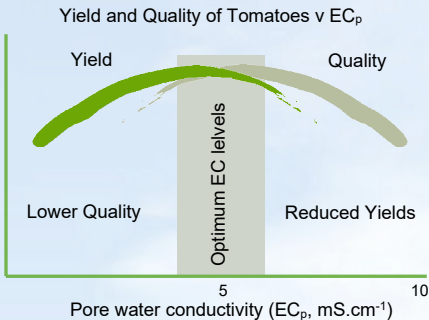 Yield and Quality of Tomatoes v ECₚ
Yield
Quality
Optimum EC lelvels
Lower Quality
Reduced Yields
5
10
Pore water conductivity (ECₚ, mS.cm⁻¹)